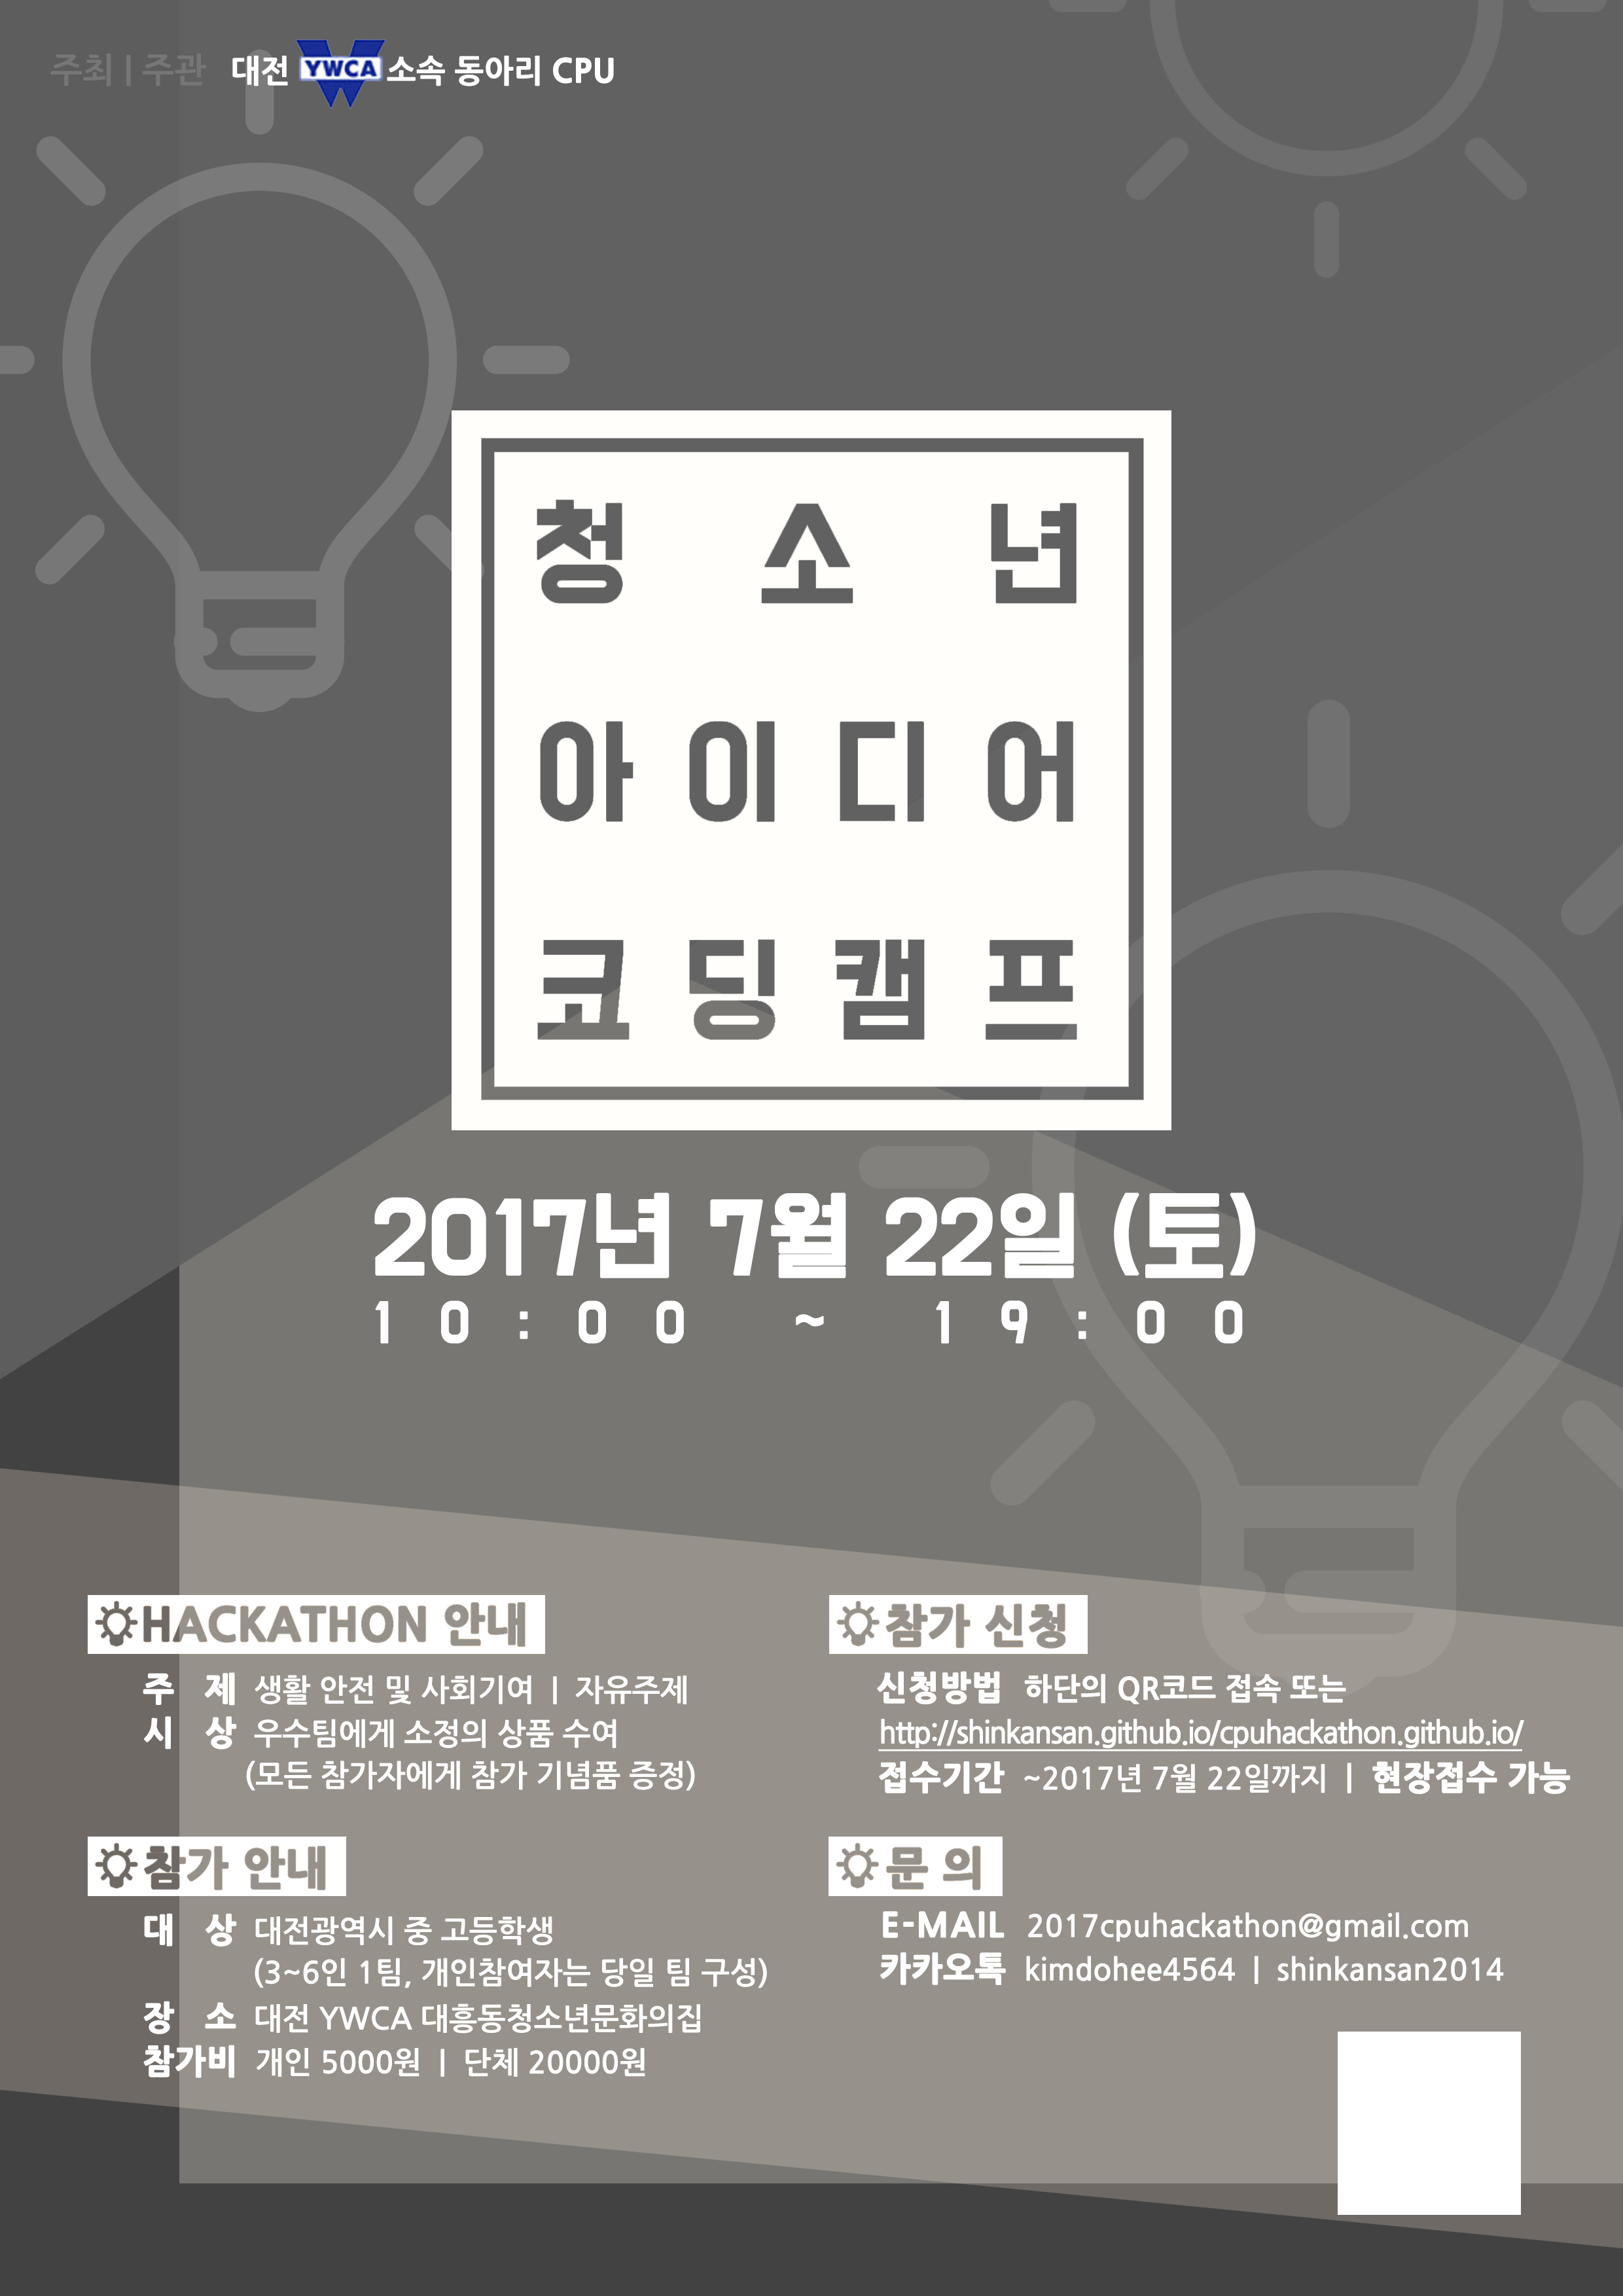 주최 | 주관 대전 YWCA 소속 동아리 CPU
청소년
아이디어
코딩캠프
2017년 7월 22일 (토)
10:00 ~ 19:00
HACKATHON 안내
주 제 생활 안전 및 사회기여 | 자유주제
시 상 우수팀에게 소정의 상품 수여
(모든 참가자에게 참가 기념품 증정)
참가 신청
신청방법 하단의 QR코드 접속 또는
http://shinkansan.github.io/cpuhackathon.github.io/
접수기간 ~2017년 7월 22일까지 | 현장접수 가능
참가 안내
대 상 대전광역시 중 고등학생
(3~6인 1팀, 개인참여자는 당일 팀 구성)
장 소 대전 YWCA 대흥동청소년문화의집
참가비 개인 5000원 | 단체 20000원
문 의
E-MAIL 2017cpuhackathon@gmail.com
카카오톡 kimdohee4564 | shinkansan2014